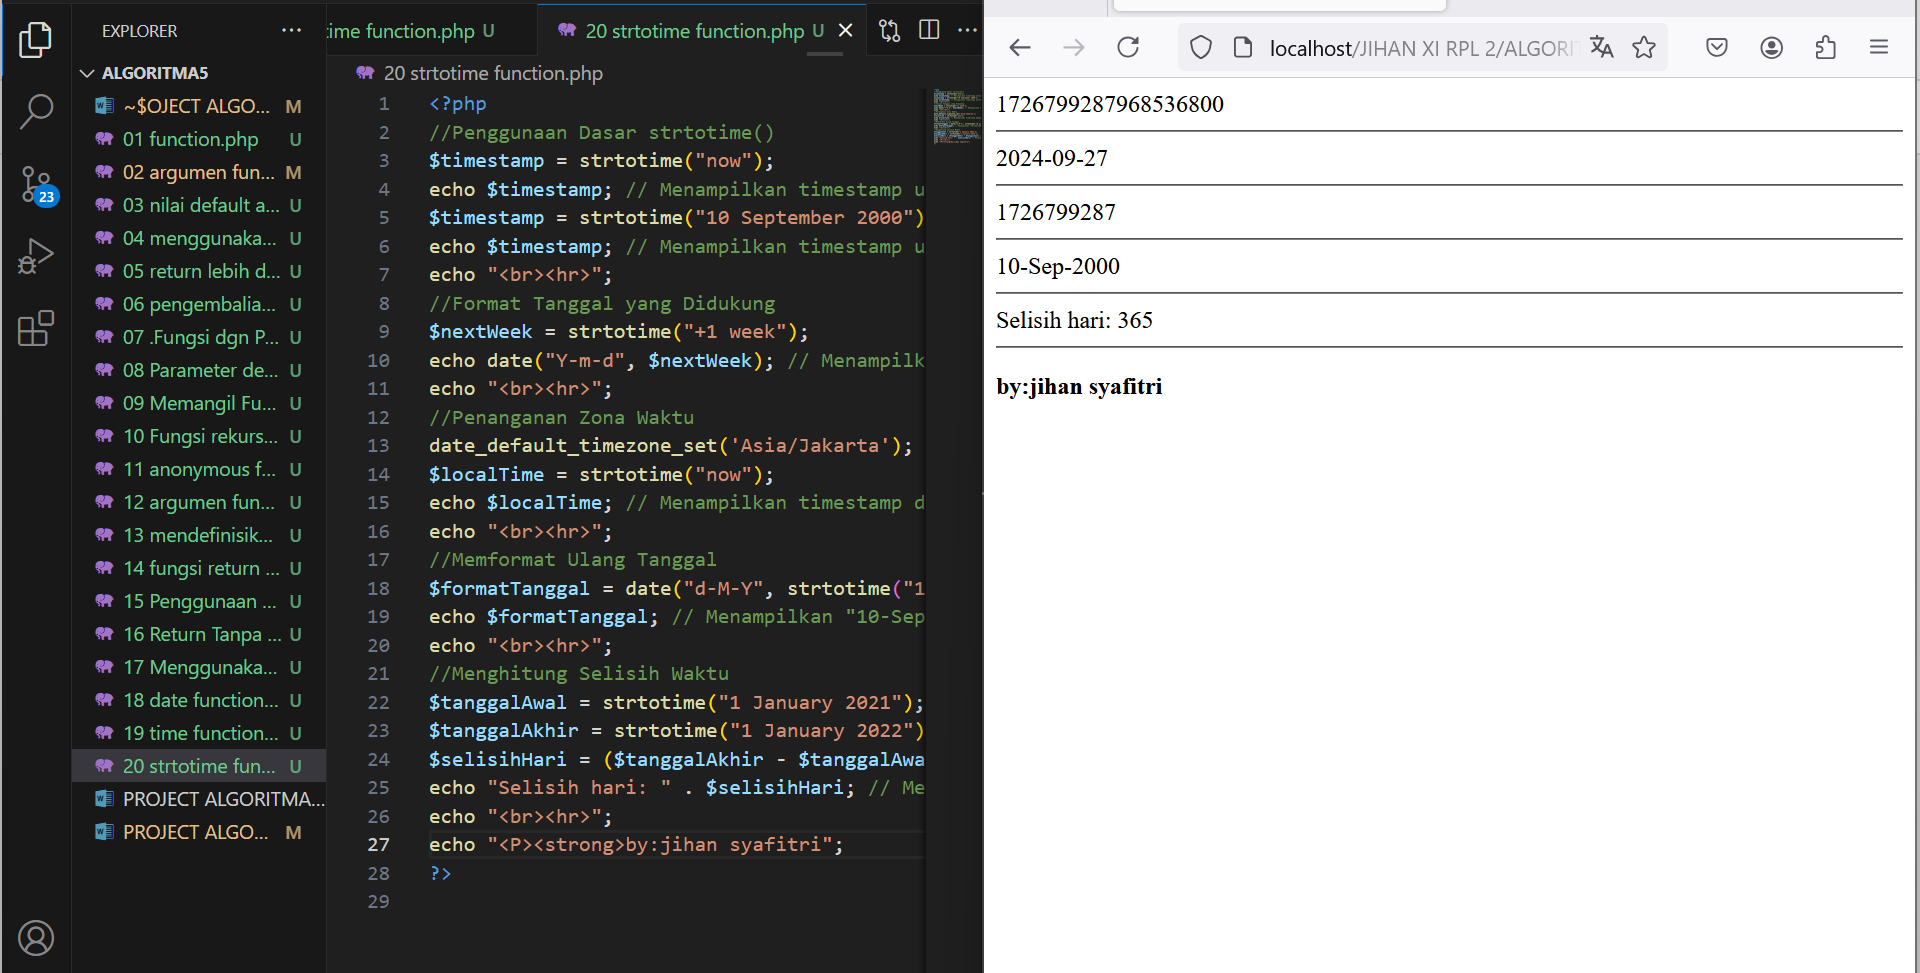 EXPLORER
ALGORITMA5
~$OJECT ALGO... M
01 function.php U
02 argumen fun... M
03 nilai default a... U
04 menggunaka... U
05 return lebih d... U
06 pengembalia... U
07 .Fungsi dgn P... U
08 Parameter de... U
09 Memangil Fu... U
10 Fungsi rekurs... U
11 anonymous f... U
12 argumen fun... U
13 mendefinisik... U
14 fungsi return ... U
15 Penggunaan ... U
16 Return Tanpa ... U
17 Menggunaka... U
18 date function... U
19 time function... U
20 strtotime fun... U
PROJECT ALGORITMA...
PROJECT ALGO... M
23
ime function.php U
20 strtotime function.php U
20 strtotime function.php
1 <?php
2 //Penggunaan Dasar strtotime()
3 $timestamp = strtotime("now");
4 echo $timestamp; // Menampilkan timestamp u
5 $timestamp = strtotime("10 September 2000")
6 echo $timestamp; // Menampilkan timestamp u
7 echo "<br><hr>";
8 //Format Tanggal yang Didukung
9 $nextWeek = strtotime("+1 week");
10 echo date("Y-m-d", $nextWeek); // Menampilk
11 echo "<br><hr>";
12 //Penanganan Zona Waktu
13 date_default_timezone_set('Asia/Jakarta');
14 $localTime = strtotime("now");
15 echo $localTime; // Menampilkan timestamp d
16 echo "<br><hr>";
17 //Memformat Ulang Tanggal
18 $formatTanggal = date("d-M-Y", strtotime("1
19 echo $formatTanggal; // Menampilkan "10-Sep
20 echo "<br><hr>";
21 //Menghitung Selisih Waktu
22 $tanggalAwal = strtotime("1 January 2021");
23 $tanggalAkhir = strtotime("1 January 2022")
24 $selisihHari = ($tanggalAkhir - $tanggalAwa
25 echo "Selisih hari: " . $selisihHari; // Me
26 echo "<br><hr>";
27 echo "<P><strong>by:jihan syafitri";
28 ?>
29
localhost/JIHAN XI RPL 2/ALGORI
1726799287968536800
2024-09-27
1726799287
10-Sep-2000
Selisih hari: 365
by:jihan syafitri